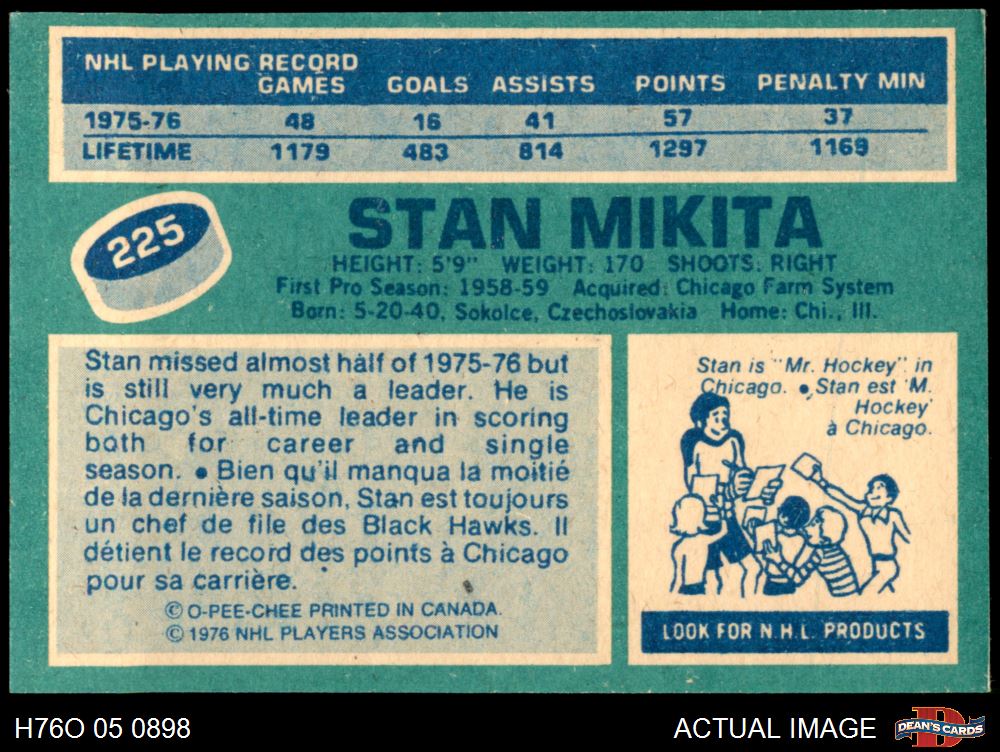 NHL PLAYING RECORD
GAMES GOALS ASSISTS POINTS PENALTY MIN
1975-76 48 16 41 57 37
LIFETIME 1179 483 814 1297 1169
225
STAN MIKITA
HEIGHT: 5'9" WEIGHT: 170 SHOOTS: RIGHT
First Pro Season: 1958-59 Acquired: Chicago Farm System
Born: 5-20-40, Sokolce, Czechoslovakia Home: Chi., Ill.
Stan missed almost half of 1975-76 but
is still very much a leader. He is
Chicago's all-time leader in scoring
both for career and single
season. ● Bien qu'il manqua la moitié
de la dernière saison, Stan est toujours
un chef de file des Black Hawks. Il
détient le record des points à Chicago
pour sa carrière.
© O-PEE-CHEE PRINTED IN CANADA.
© 1976 NHL PLAYERS ASSOCIATION
Stan is "Mr. Hockey" in
Chicago. ● Stan est 'M.
Hockey'
à Chicago.
LOOK FOR N.H.L. PRODUCTS
H76O 05 0898
ACTUAL IMAGE
DEAN'S CARDS